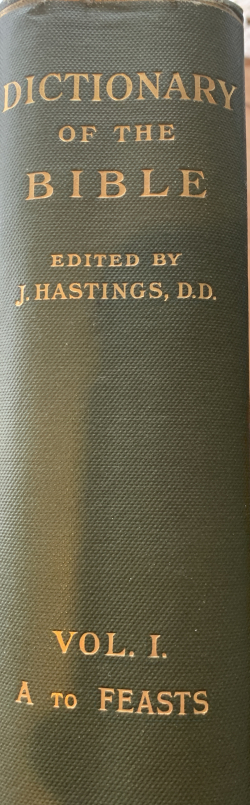 DICTIONARY
OF THE
BIBLE
EDITED BY
J. HASTINGS, D.D.
VOL. I.
A TO FEASTS